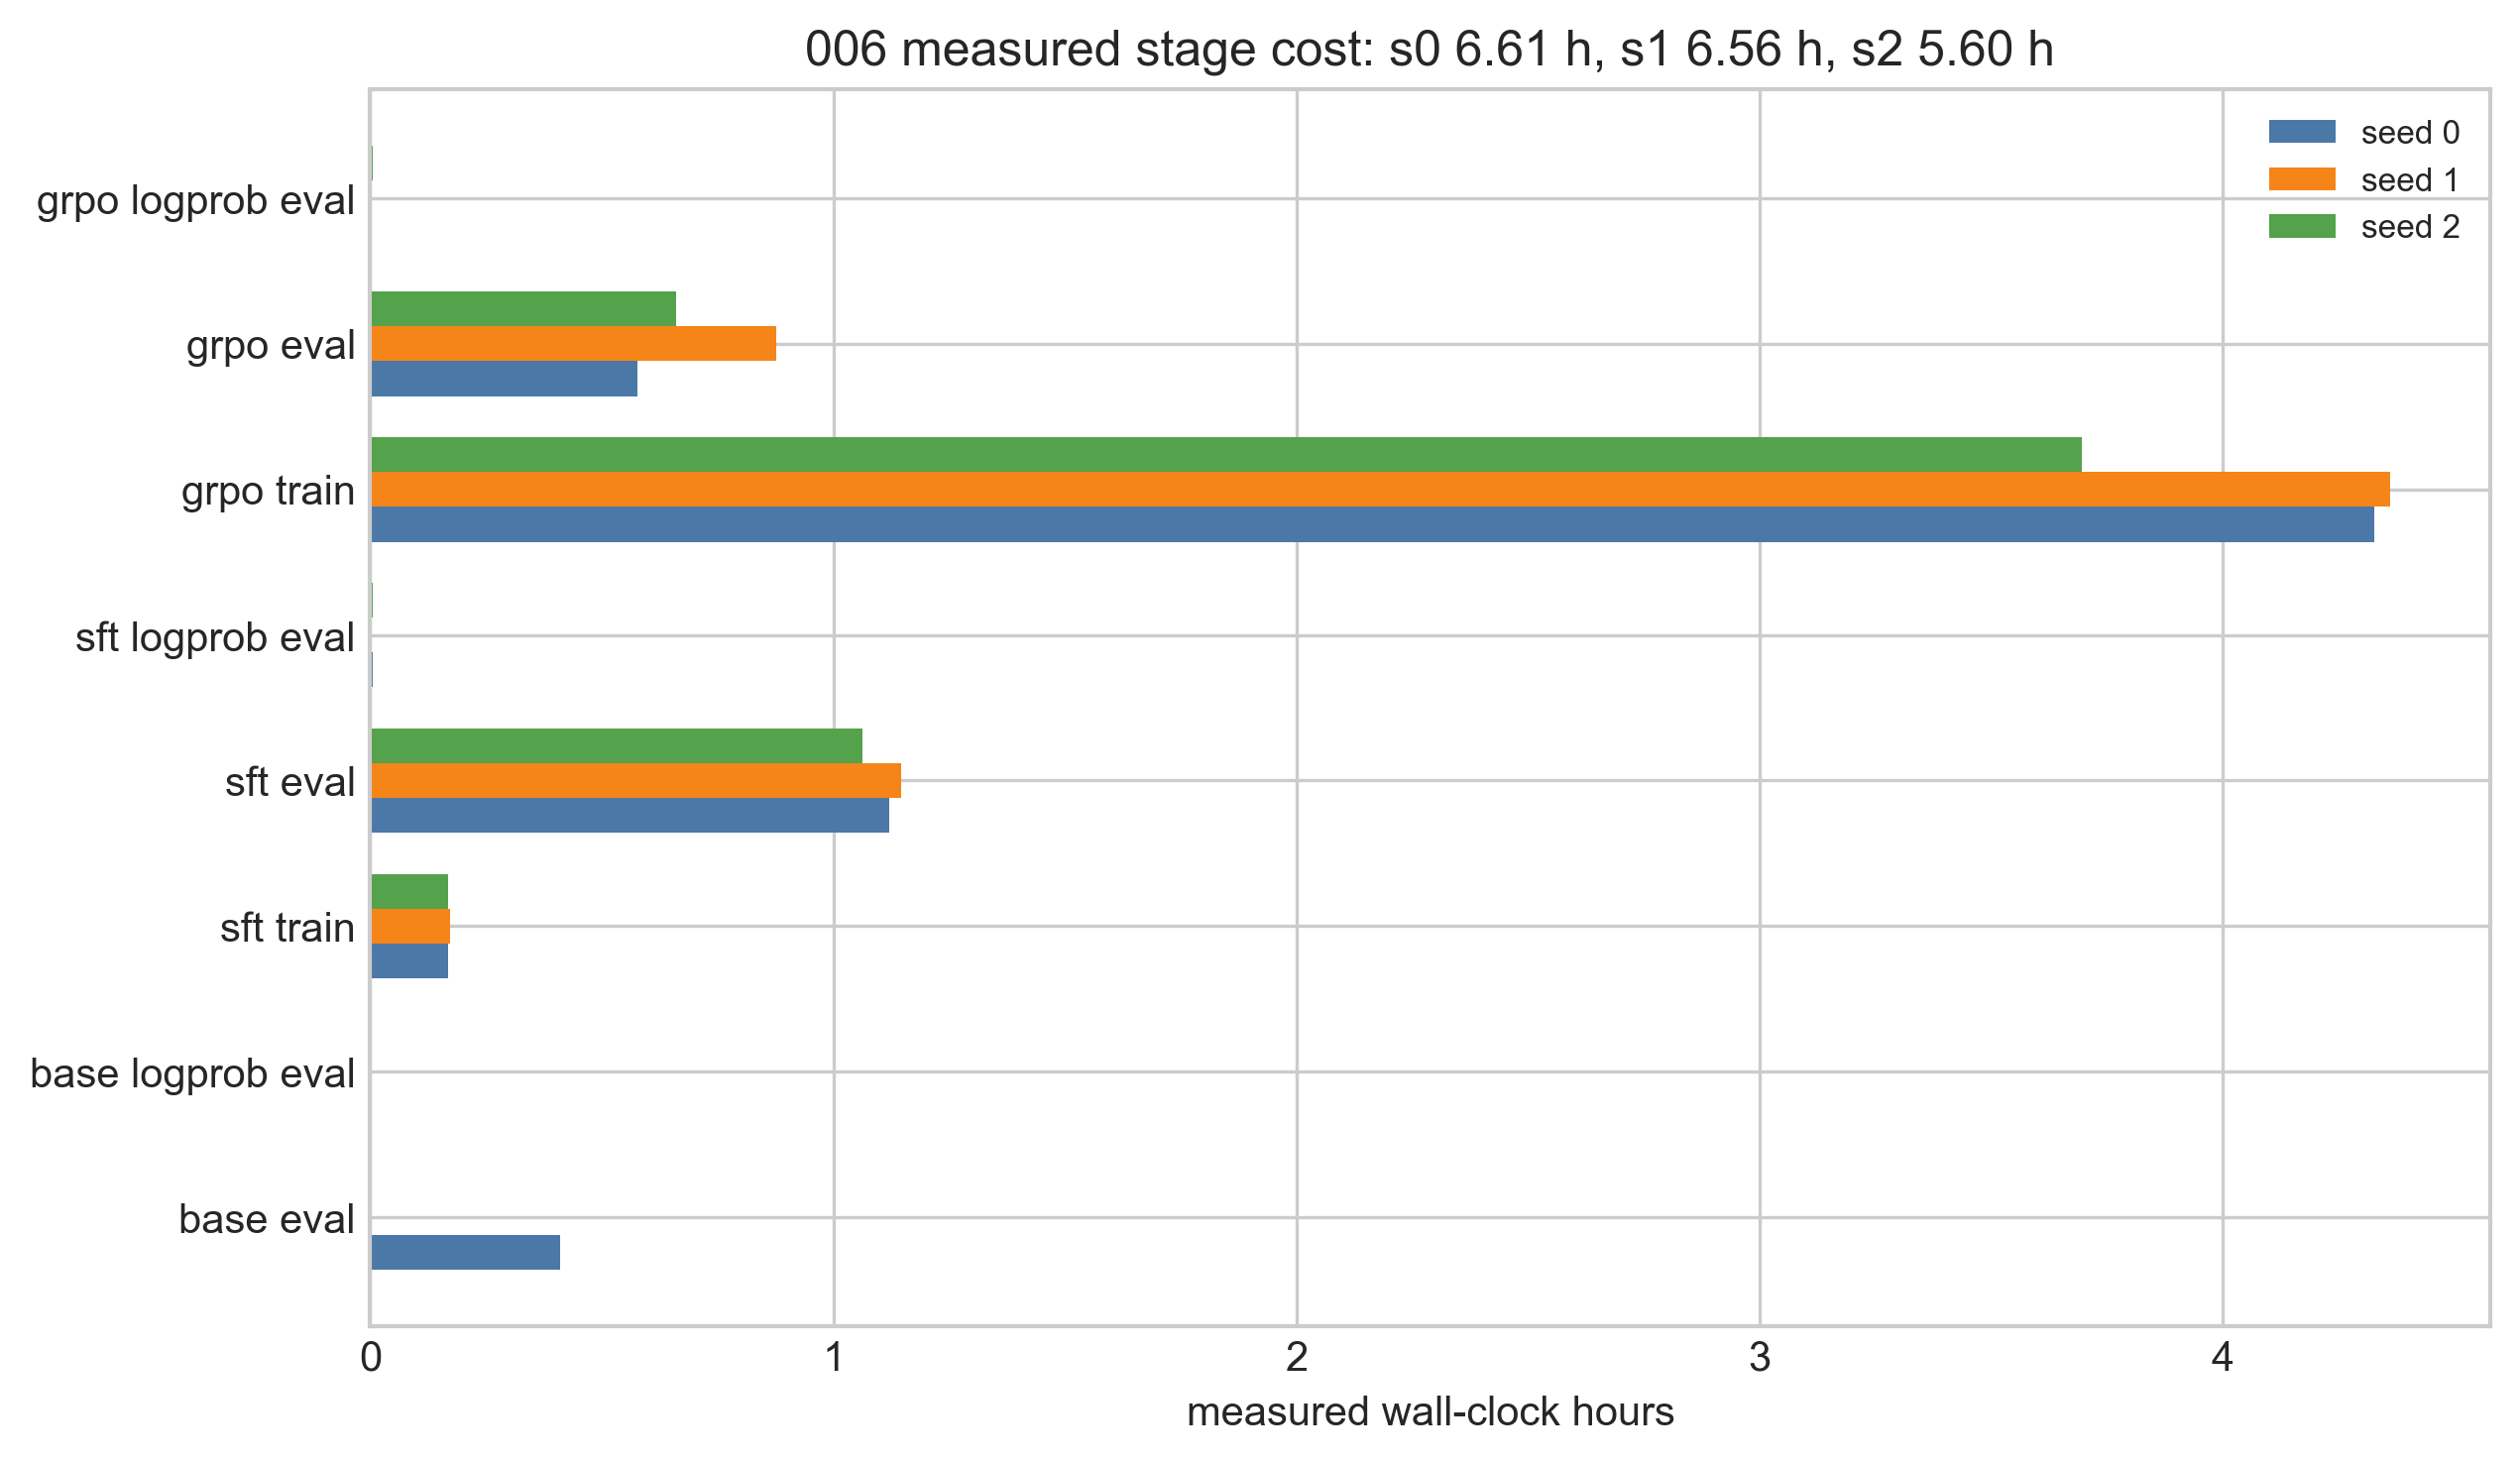 006 measured stage cost: s0 6.61 h, s1 6.56 h, s2 5.60 h
seed 0
seed 1
seed 2
grpo logprob eval
grpo eval
grpo train
sft logprob eval
sft eval
sft train
base logprob eval
base eval
0 1 2 3 4
measured wall-clock hours